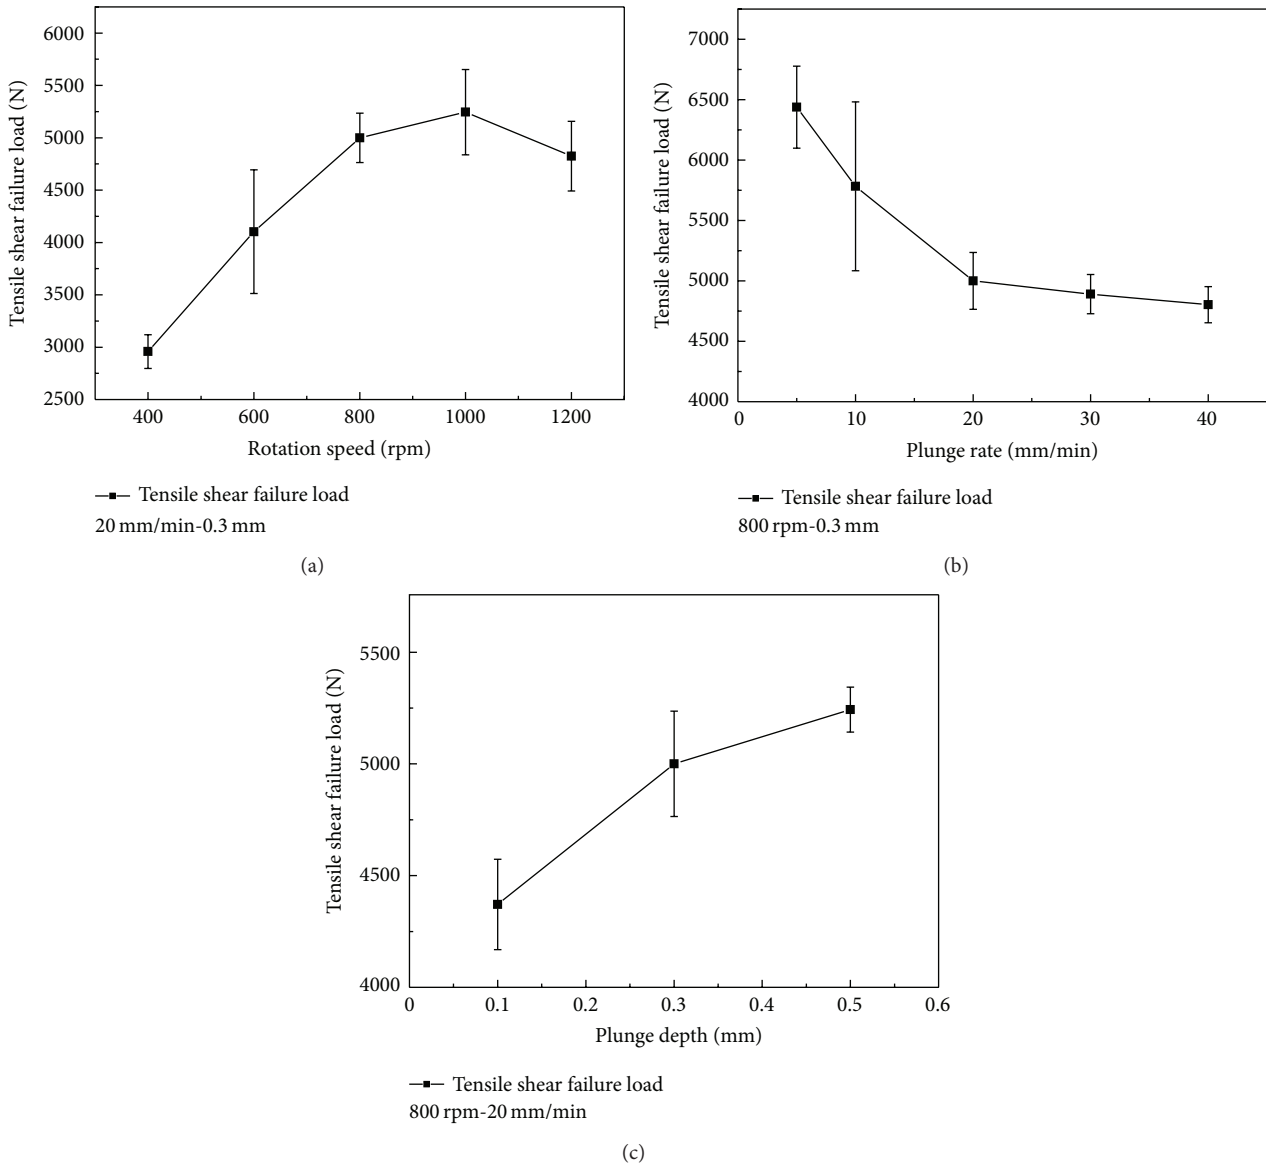 6000
5500
5000
4500
4000
3500
3000
2500
Tensile shear failure load (N)
400
600
800
1000
1200
Rotation speed (rpm)
Tensile shear failure load
20 mm/min-0.3 mm
(a)
7000
6500
6000
5500
5000
4500
4000
Tensile shear failure load (N)
0
10
20
30
40
Plunge rate (mm/min)
Tensile shear failure load
800 rpm-0.3 mm
(b)
5500
5000
4500
4000
Tensile shear failure load (N)
0
0.1
0.2
0.3
0.4
0.5
0.6
Plunge depth (mm)
Tensile shear failure load
800 rpm-20 mm/min
(c)